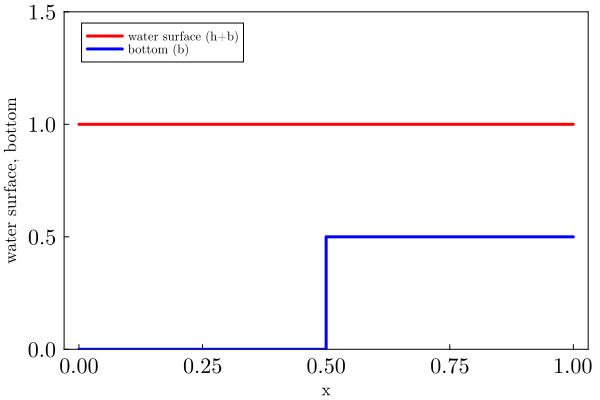 water surface (h+b)
bottom (b)
water surface, bottom
1.5
1.0
0.5
0.0
0.00 0.25 0.50 0.75 1.00
x